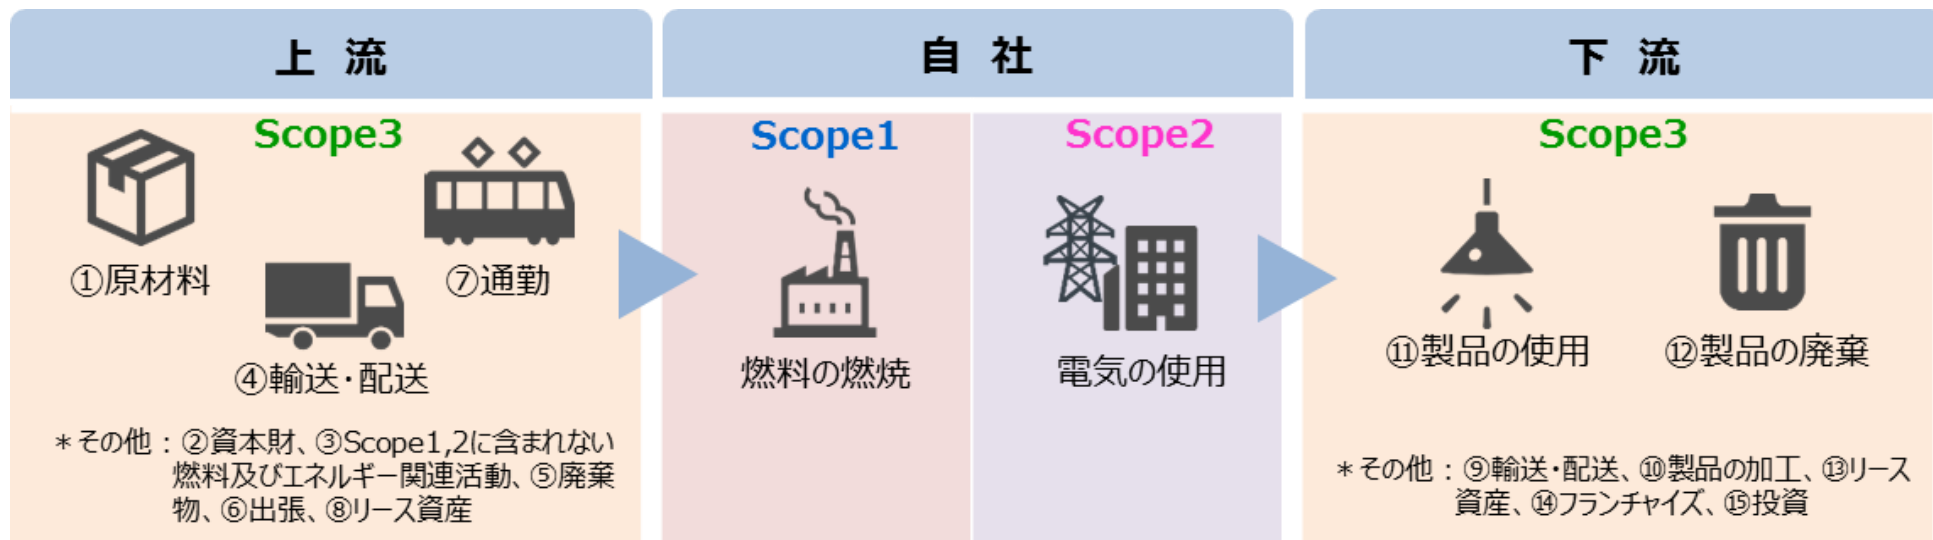 上 流
Scope3
①原材料
⑦通勤
④輸送・配送
＊その他：②資本財、③Scope1,2に含まれない
燃料及びエネルギー関連活動、⑤廃棄
物、⑥出張、⑧リース資産
自 社
Scope1
燃料の燃焼
Scope2
電気の使用
下 流
Scope3
⑪製品の使用
⑫製品の廃棄
＊その他：⑨輸送・配送、⑩製品の加工、⑬リース
資産、⑭フランチャイズ、⑮投資